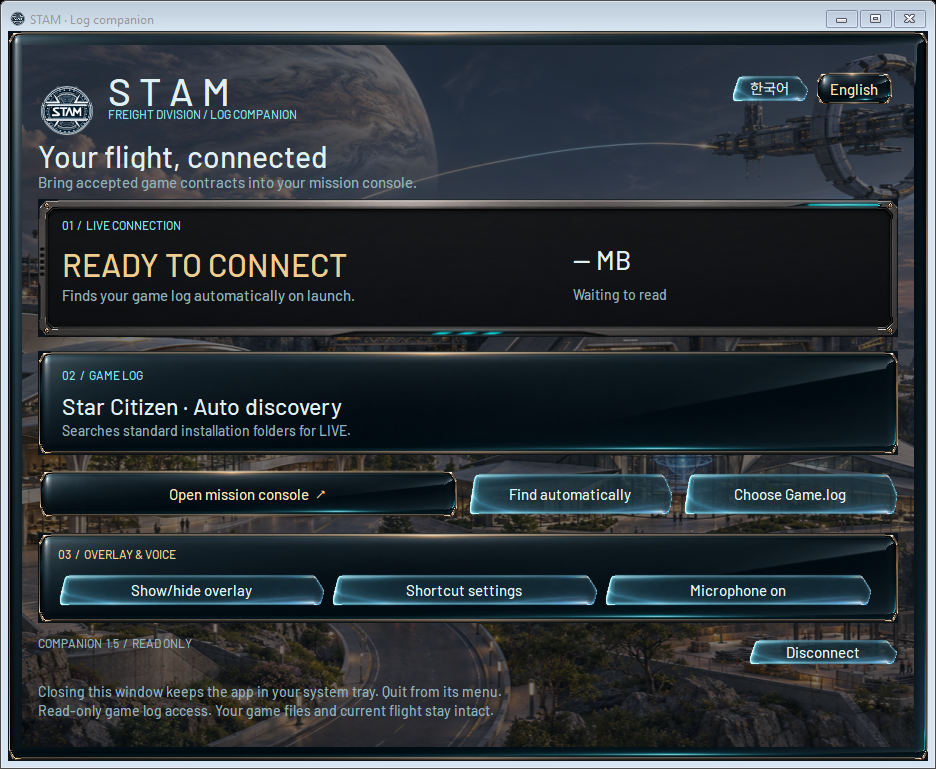 STAM · Log companion
STAM
STAM
FREIGHT DIVISION / LOG COMPANION
한국어
English
Your flight, connected
Bring accepted game contracts into your mission console.
01 / LIVE CONNECTION
READY TO CONNECT
— MB
Finds your game log automatically on launch.
Waiting to read
02 / GAME LOG
Star Citizen · Auto discovery
Searches standard installation folders for LIVE.
Open mission console ↗
Find automatically
Choose Game.log
03 / OVERLAY & VOICE
Show/hide overlay
Shortcut settings
Microphone on
COMPANION 1.5 / READ ONLY
Disconnect
Closing this window keeps the app in your system tray. Quit from its menu.
Read-only game log access. Your game files and current flight stay intact.